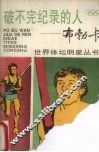 破不完纪录的人
——布勃卡
PO BU WAN
JILU DE REN
SHIJIE
TITAN
MINGXING
CONGSHU
世界体坛明星丛书